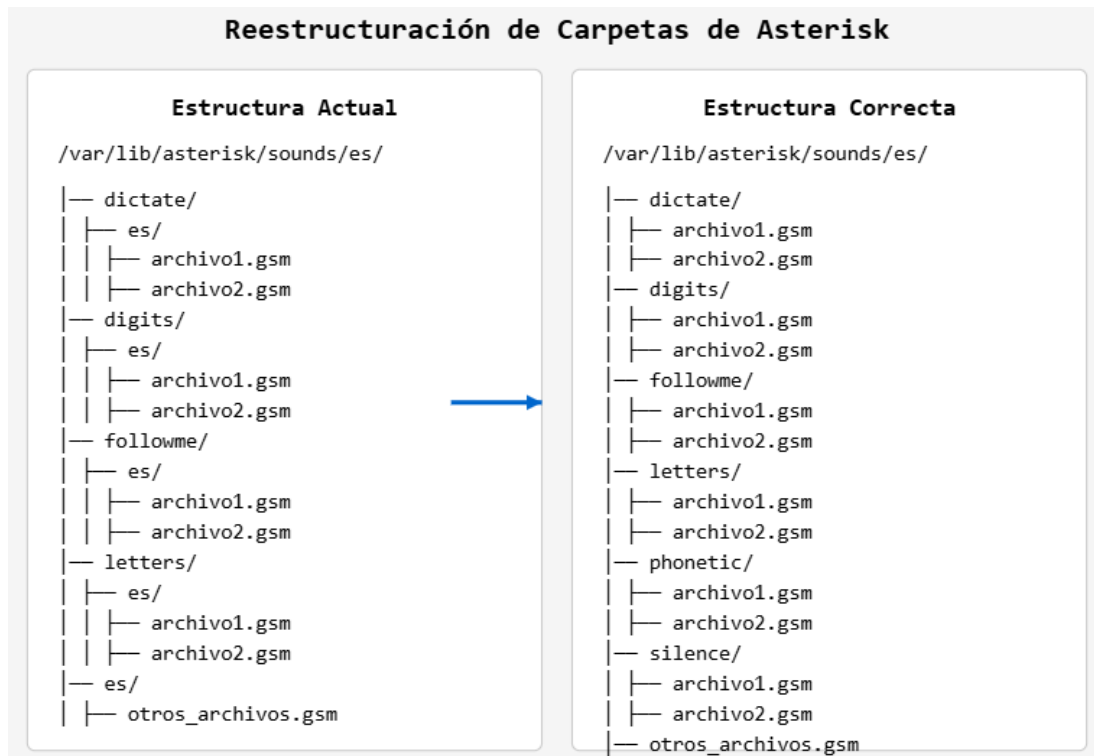 Reestructuración de Carpetas de Asterisk
Estructura Actual
/var/lib/asterisk/sounds/es/
│── dictate/
│ ├── es/
│ │ ├── archivo1.gsm
│ │ ├── archivo2.gsm
│── digits/
│ ├── es/
│ │ ├── archivo1.gsm
│ │ ├── archivo2.gsm
│── followme/
│ ├── es/
│ │ ├── archivo1.gsm
│ │ ├── archivo2.gsm
│── letters/
│ ├── es/
│ │ ├── archivo1.gsm
│ │ ├── archivo2.gsm
│── es/
│ ├── otros_archivos.gsm
Estructura Correcta
/var/lib/asterisk/sounds/es/
│── dictate/
│ ├── archivo1.gsm
│ ├── archivo2.gsm
│── digits/
│ ├── archivo1.gsm
│ ├── archivo2.gsm
│── followme/
│ ├── archivo1.gsm
│ ├── archivo2.gsm
│── letters/
│ ├── archivo1.gsm
│ ├── archivo2.gsm
│── phonetic/
│ ├── archivo1.gsm
│ ├── archivo2.gsm
│── silence/
│ ├── archivo1.gsm
│ ├── archivo2.gsm
│── otros_archivos.gsm